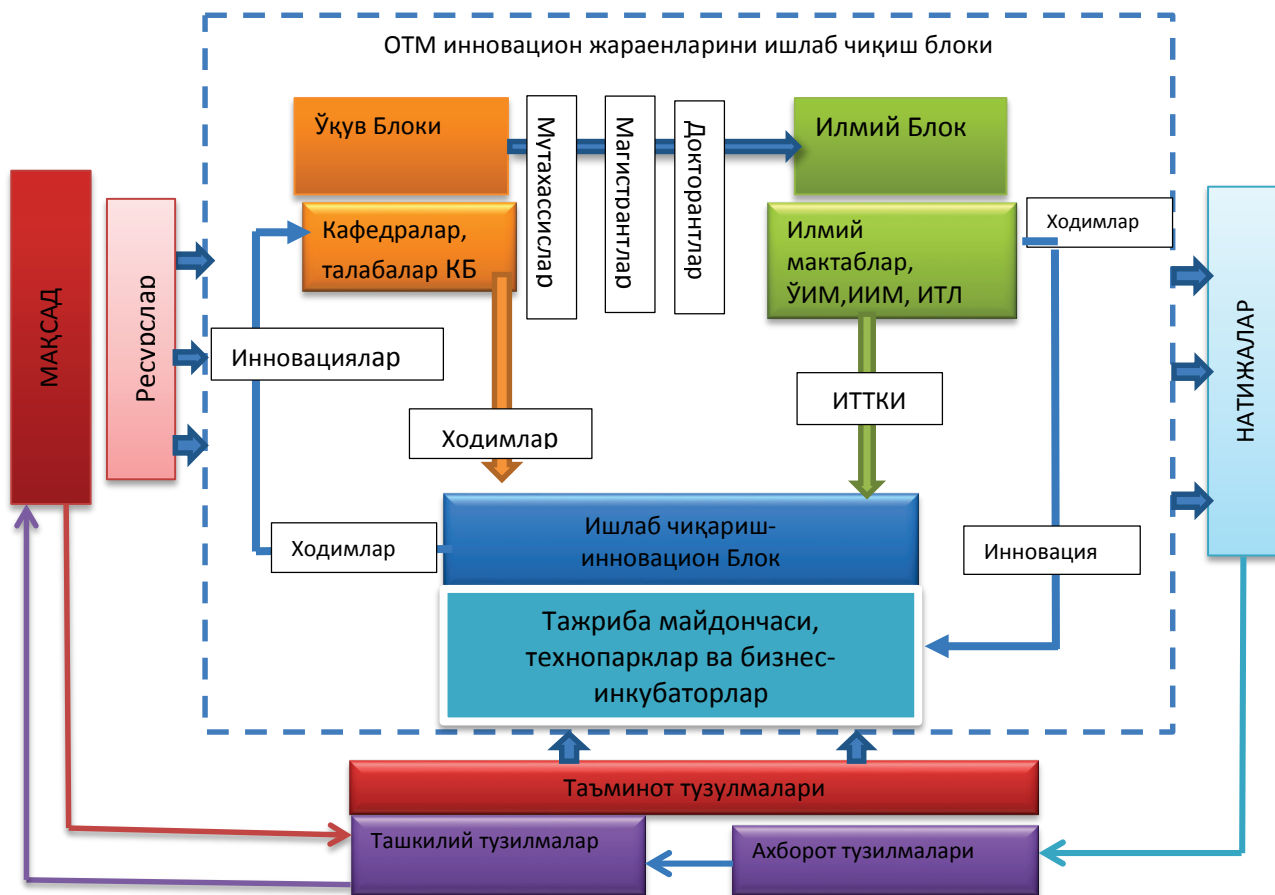 ОТМ инновацион жараенларини ишлаб чиқиш блоки
Ўқув Блоки
Мутахассислар
Магистрантлар
Докторантлар
Илмий Блок
МАҚСАД
Ресурслар
Кафедралар,
талабалар КБ
Илмий
мактаблар,
ЎИМ,ИИМ, ИТЛ
Ходимлар
НАТИЖАЛАР
Инновациялар
Ходимлар
ИТТКИ
Ходимлар
Ишлаб чиқариш-
инновацион Блок
Инновация
Тажриба майдончаси,
технопарклар ва бизнес-
инкубаторлар
Таъминот тузулмалари
Ташкилий тузилмалар
Ахборот тузилмалари